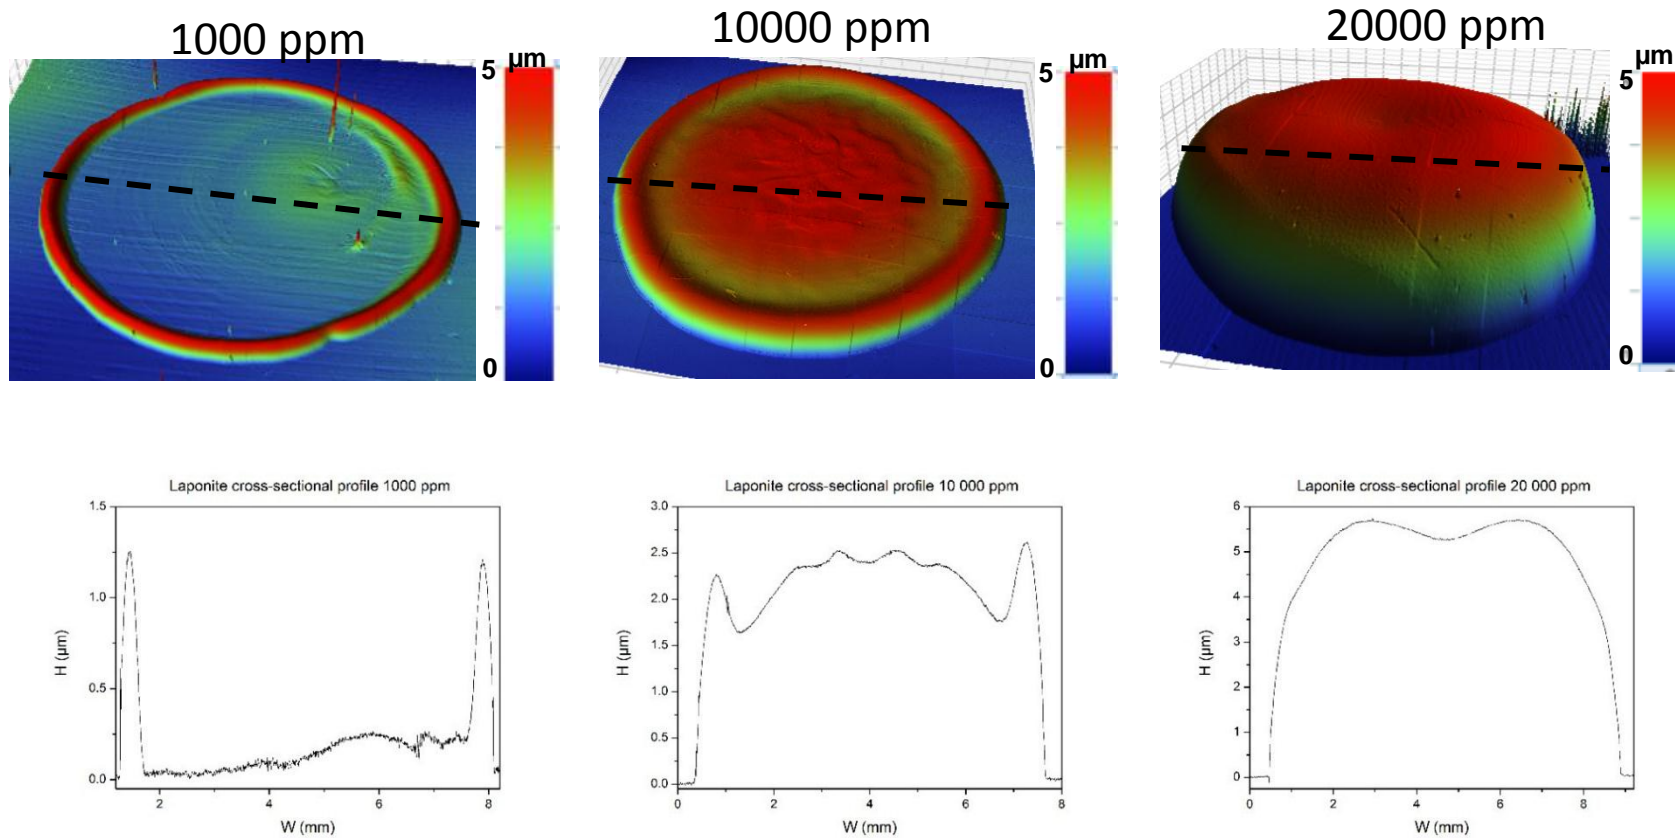 1000 ppm
10000 ppm
20000 ppm
5 µm
0
5 µm
0
5 µm
0
Laponite cross-sectional profile 1000 ppm
1.5
1.0
0.5
0.0
H (µm)
2 4 6 8
W (mm)
Laponite cross-sectional profile 10 000 ppm
3.0
2.5
2.0
1.5
1.0
0.5
0.0
H (µm)
0 2 4 6 8
W (mm)
Laponite cross-sectional profile 20 000 ppm
6
5
4
3
2
1
0
H (µm)
0 2 4 6 8
W (mm)